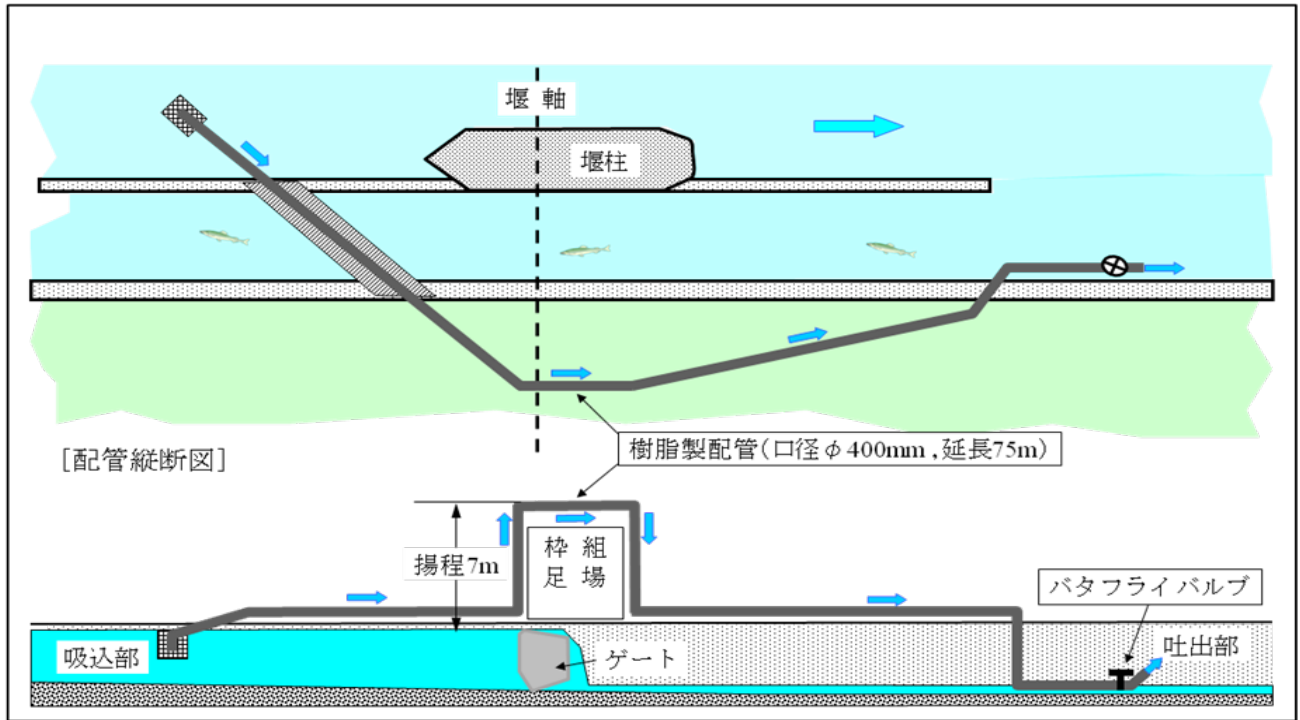 堰 軸
堰柱
[配管縦断図]
樹脂製配管(口径φ400mm ,延長75m)
揚程7m
枠 組
足 場
バタフライバルブ
吸込部
ゲート
吐出部